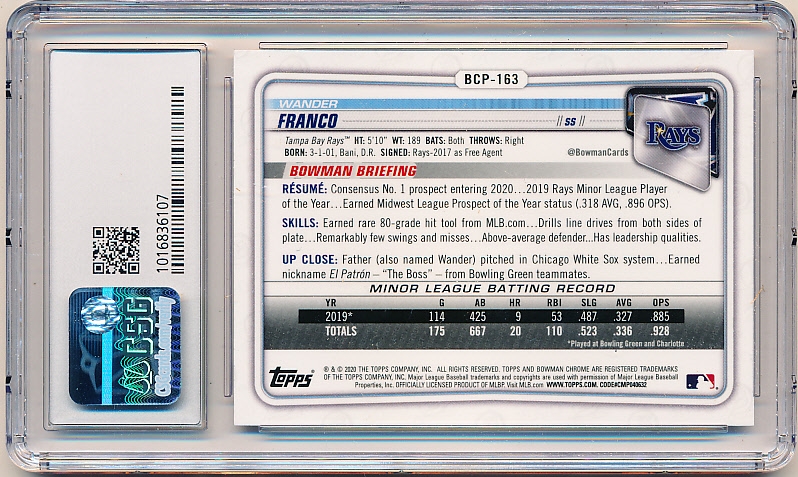 BCP-163
WANDER
FRANCO // SS //
Tampa Bay Rays™ HT: 5'10" WT: 189 BATS: Both THROWS: Right
BORN: 3-1-01, Bani, D.R. SIGNED: Rays-2017 as Free Agent
@BowmanCards
RAYS
BOWMAN BRIEFING
RÉSUMÉ: Consensus No. 1 prospect entering 2020...2019 Rays Minor League Player
of the Year...Earned Midwest League Prospect of the Year status (.318 AVG, .896 OPS).
SKILLS: Earned rare 80-grade hit tool from MLB.com...Drills line drives from both sides of
plate...Remarkably few swings and misses...Above-average defender...Has leadership qualities.
UP CLOSE: Father (also named Wander) pitched in Chicago White Sox system...Earned
nickname El Patrón – "The Boss" – from Bowling Green teammates.
MINOR LEAGUE BATTING RECORD
YR G AB HR RBI SLG AVG OPS
2019* 114 425 9 53 .487 .327 .885
TOTALS 175 667 20 110 .523 .336 .928
*Played at Bowling Green and Charlotte
Topps
® & © 2020 THE TOPPS COMPANY, INC. ALL RIGHTS RESERVED. TOPPS AND BOWMAN CHROME ARE REGISTERED TRADEMARKS
OF THE TOPPS COMPANY, INC. Major League Baseball trademarks and copyrights are used with permission of Major League Baseball
Properties, Inc. OFFICIALLY LICENSED PRODUCT OF MLBP. Visit MLB.com WWW.TOPPS.COM. CODE#CMP040632
1016836107
CSG